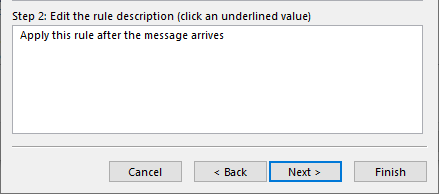 Step 2: Edit the rule description (click an underlined value)
Apply this rule after the message arrives
Cancel
< Back
Next >
Finish